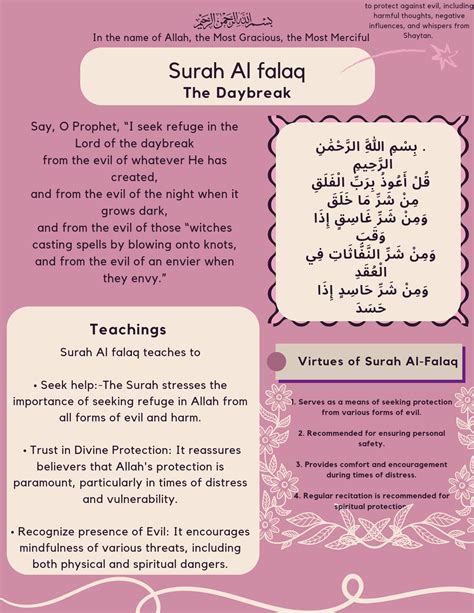 to protect against evil, including
harmful thoughts, negative
influences, and whispers from
Shaytan.
بسم الله الرحمن الرحيم
In the name of Allah, the Most Gracious, the Most Merciful
Surah Al falaq
The Daybreak
Say, O Prophet, “I seek refuge in the
Lord of the daybreak
from the evil of whatever He has
created,
and from the evil of the night when it
grows dark,
and from the evil of those “witches
casting spells by blowing onto knots,
and from the evil of an envier when
they envy.”
. بِسْمِ اللَّهِ الرَّحْمَٰنِ
الرَّحِيمِ
قُلْ أَعُوذُ بِرَبِّ الْفَلَقِ
مِنْ شَرِّ مَا خَلَقَ
وَمِنْ شَرِّ غَاسِقٍ إِذَا
وَقَبَ
وَمِنْ شَرِّ النَّفَّاثَاتِ فِي
الْعُقَدِ
وَمِنْ شَرِّ حَاسِدٍ إِذَا
حَسَدَ
Teachings
Surah Al falaq teaches to
• Seek help:-The Surah stresses the
importance of seeking refuge in Allah from
all forms of evil and harm.
• Trust in Divine Protection: It reassures
believers that Allah's protection is
paramount, particularly in times of distress
and vulnerability.
• Recognize presence of Evil: It encourages
mindfulness of various threats, including
both physical and spiritual dangers.
Virtues of Surah Al-Falaq
1. Serves as a means of seeking protection
from various forms of evil.
2. Recommended for ensuring personal
safety.
3. Provides comfort and encouragement
during times of distress.
4. Regular recitation is recommended for
spiritual protection